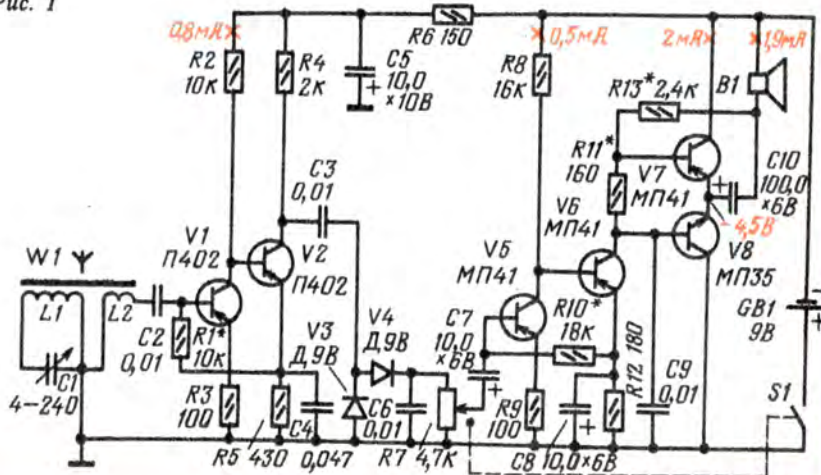 Рис. 1
0,8мА
R6 150
0,5мА
2мА
1,9мА
R2
10к
R4
2к
C5
10,0
×10В
R8
16к
R13* 2,4к
B1
R11*
160
V7
МП41
C10
100,0
×6В
C3
0,01
V6
МП41
-4,5В
W1
V1
П402
V2
П402
V5
МП41
V8
МП35
L1
L2
C2
0,01
R1*
10к
V3
Д9В
V4
Д9В
C7
10,0
×6В
R10*
18к
GB1
9В
C1
4–240
R3
100
R12 180
C9
0,01
S1
R5 430
C4
0,047
C6
0,01
R7 4,7к
R9
100
C8 10,0×6В